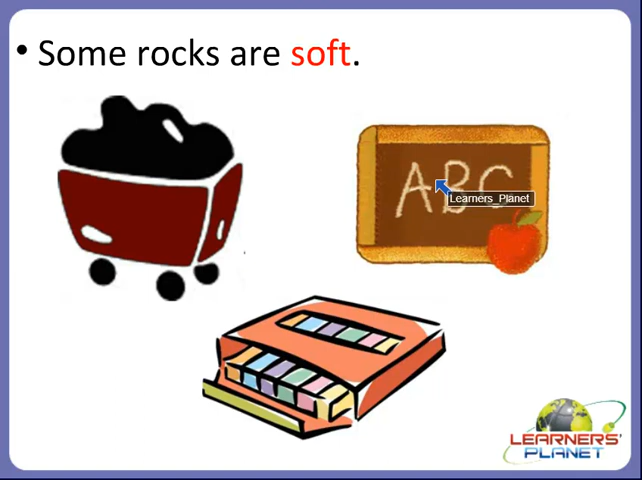 • Some rocks are soft.
ABC
Learners_Planet
LEARNERS'
PLANET